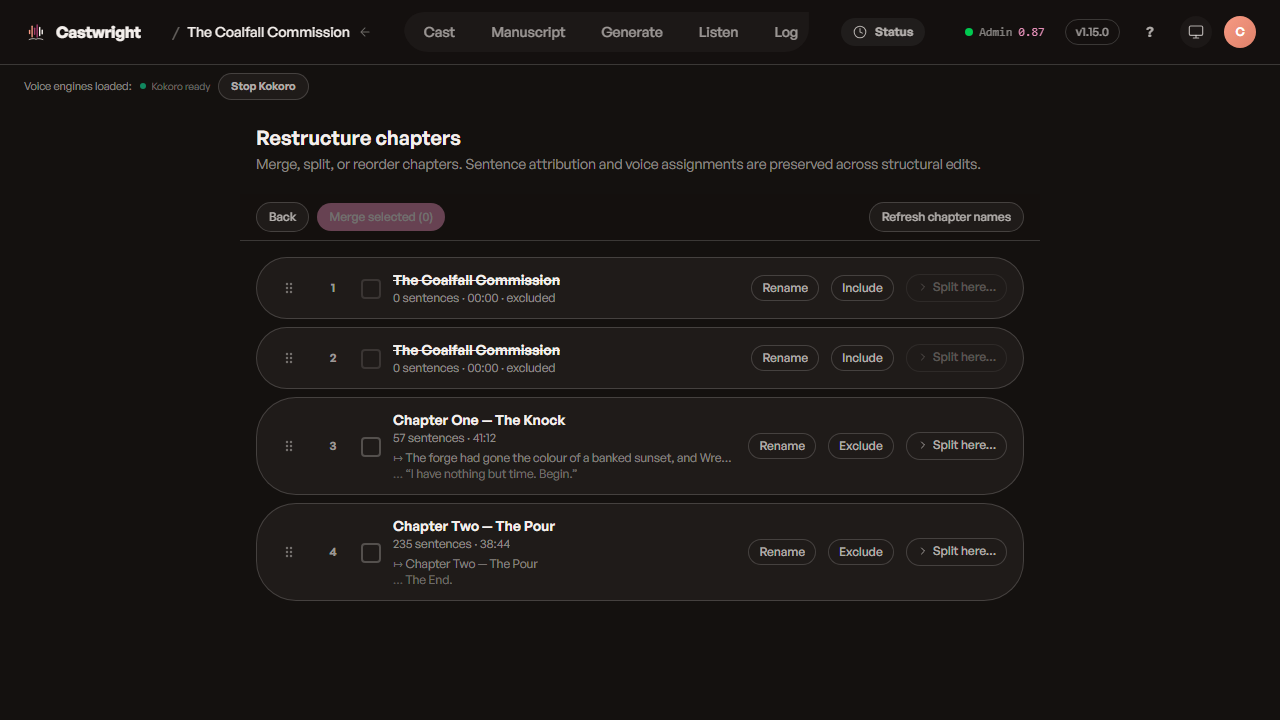 Castwright / The Coalfall Commission ← Cast Manuscript Generate Listen Log Status Admin 0.87 v1.15.0 ? C
Voice engines loaded: Kokoro ready Stop Kokoro
Restructure chapters
Merge, split, or reorder chapters. Sentence attribution and voice assignments are preserved across structural edits.
Back Merge selected (0) Refresh chapter names
1 The Coalfall Commission Rename Include › Split here...
0 sentences · 00:00 · excluded
2 The Coalfall Commission Rename Include › Split here...
0 sentences · 00:00 · excluded
Chapter One — The Knock
57 sentences · 41:12
3 Rename Exclude › Split here...
↦ The forge had gone the colour of a banked sunset, and Wre...
... “I have nothing but time. Begin.”
Chapter Two — The Pour
235 sentences · 38:44
4 Rename Exclude › Split here...
↦ Chapter Two — The Pour
... The End.